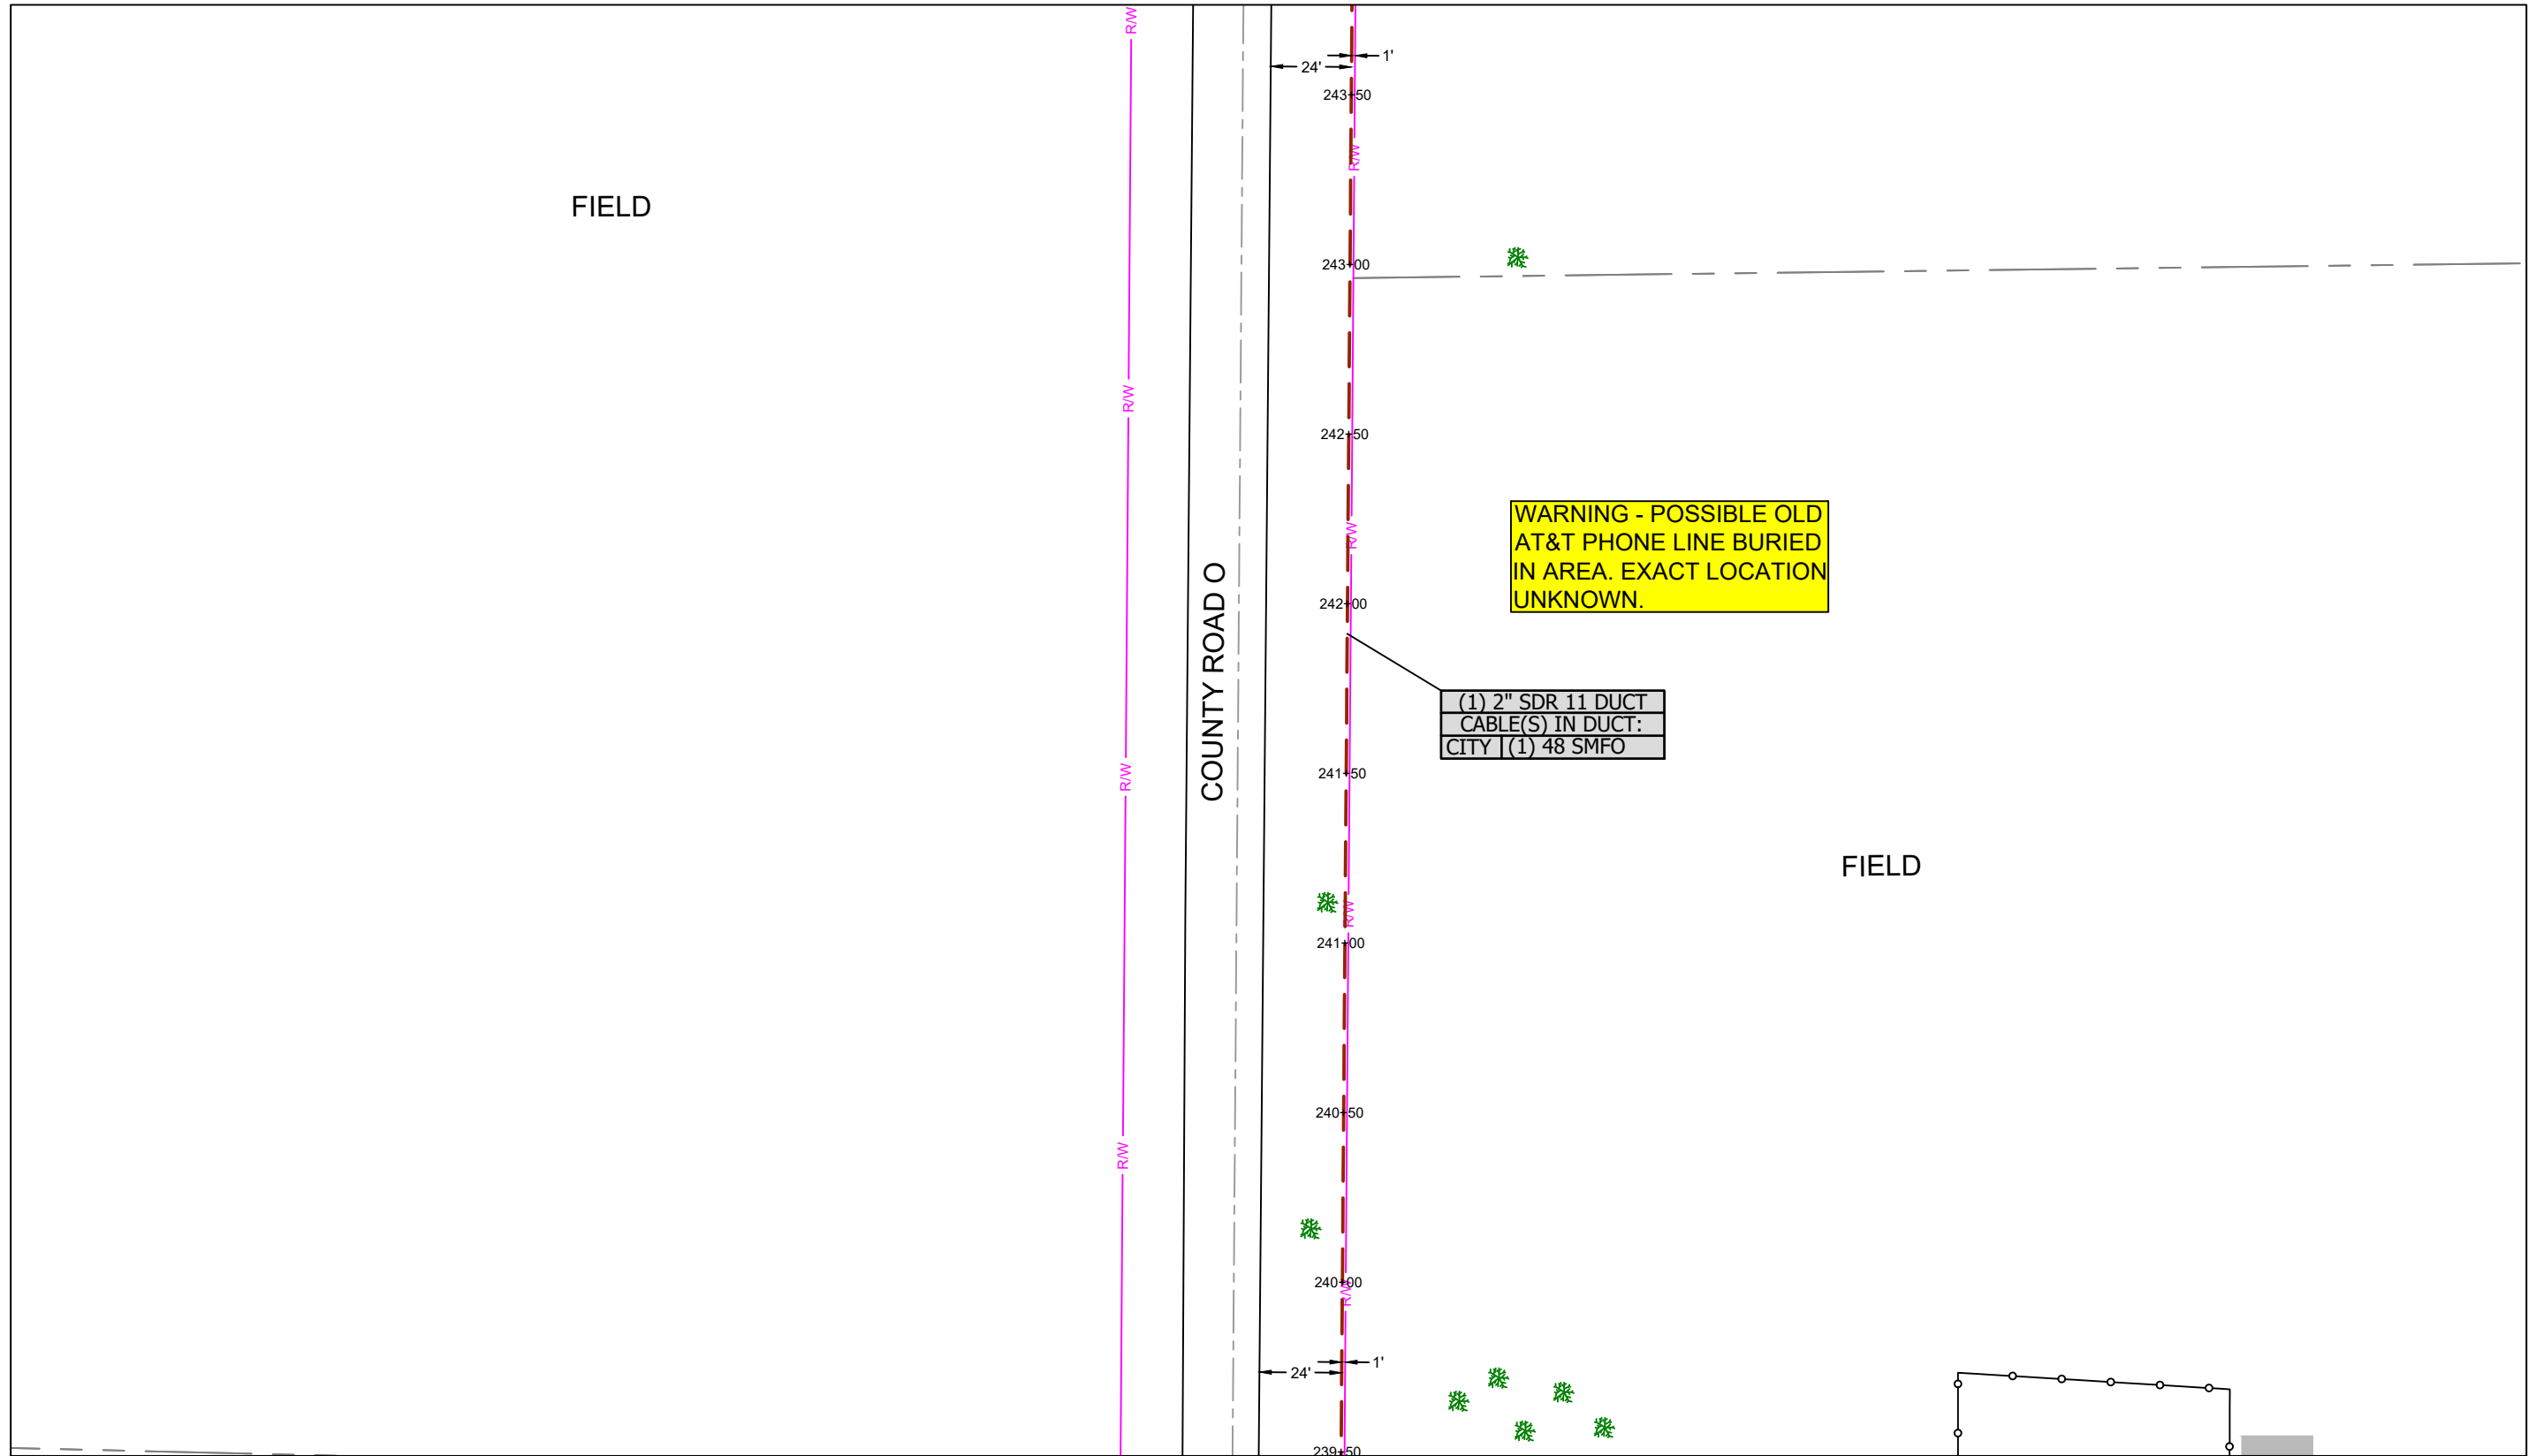 R/W
1'
24'
243+50
R/W
FIELD
243+00
R/W
242+50
WARNING - POSSIBLE OLD
AT&T PHONE LINE BURIED
IN AREA. EXACT LOCATION
UNKNOWN.
R/W
COUNTY ROAD O
242+00
(1) 2" SDR 11 DUCT
CABLE(S) IN DUCT:
CITY (1) 48 SMFO
R/W
241+50
FIELD
R/W
241+00
240+50
R/W
240+00
R/W
1'
24'
239+50